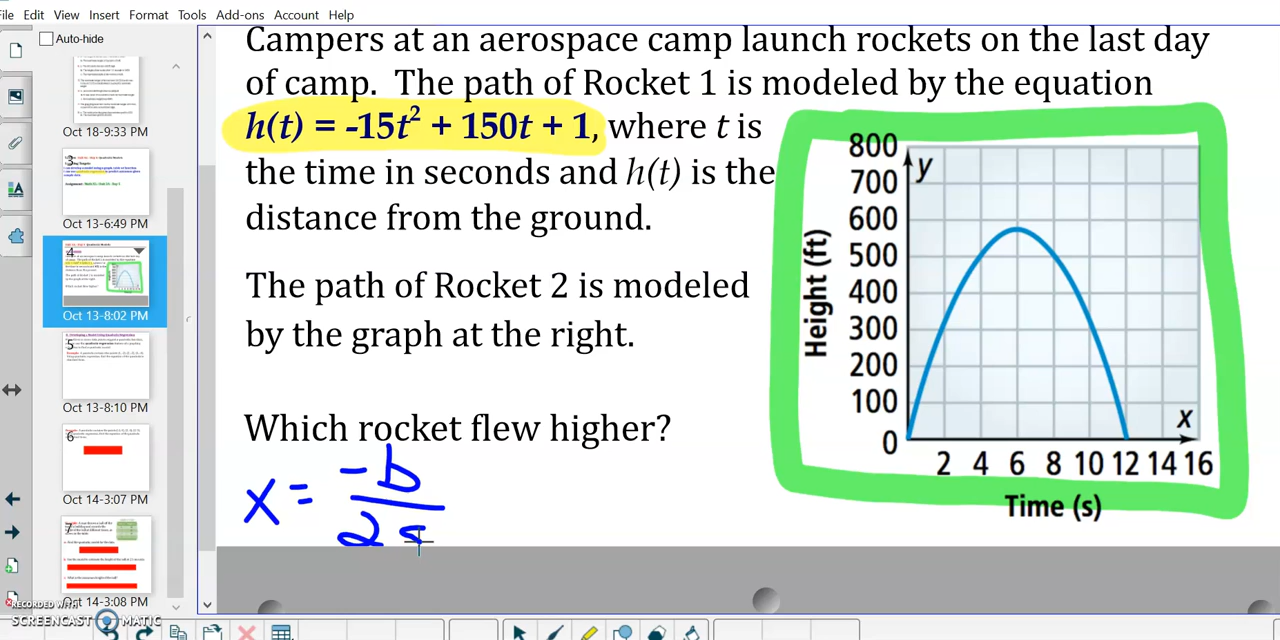 File Edit View Insert Format Tools Add-ons Account Help
Auto-hide
Oct 18-9:33 PM
3
Oct 13-6:49 PM
4
Oct 13-8:02 PM
5
Oct 13-8:10 PM
6
Oct 14-3:07 PM
7
Oct 14-3:08 PM
RECORDED WITH
SCREENCAST MATIC
Campers at an aerospace camp launch rockets on the last day
of camp. The path of Rocket 1 is modeled by the equation
h(t) = -15t² + 150t + 1, where t is
the time in seconds and h(t) is the
distance from the ground.
The path of Rocket 2 is modeled
by the graph at the right.
Which rocket flew higher?
x = -b
2a
800
700
600
500
400
300
200
100
0
y
x
2 4 6 8 10 12 14 16
Height (ft)
Time (s)